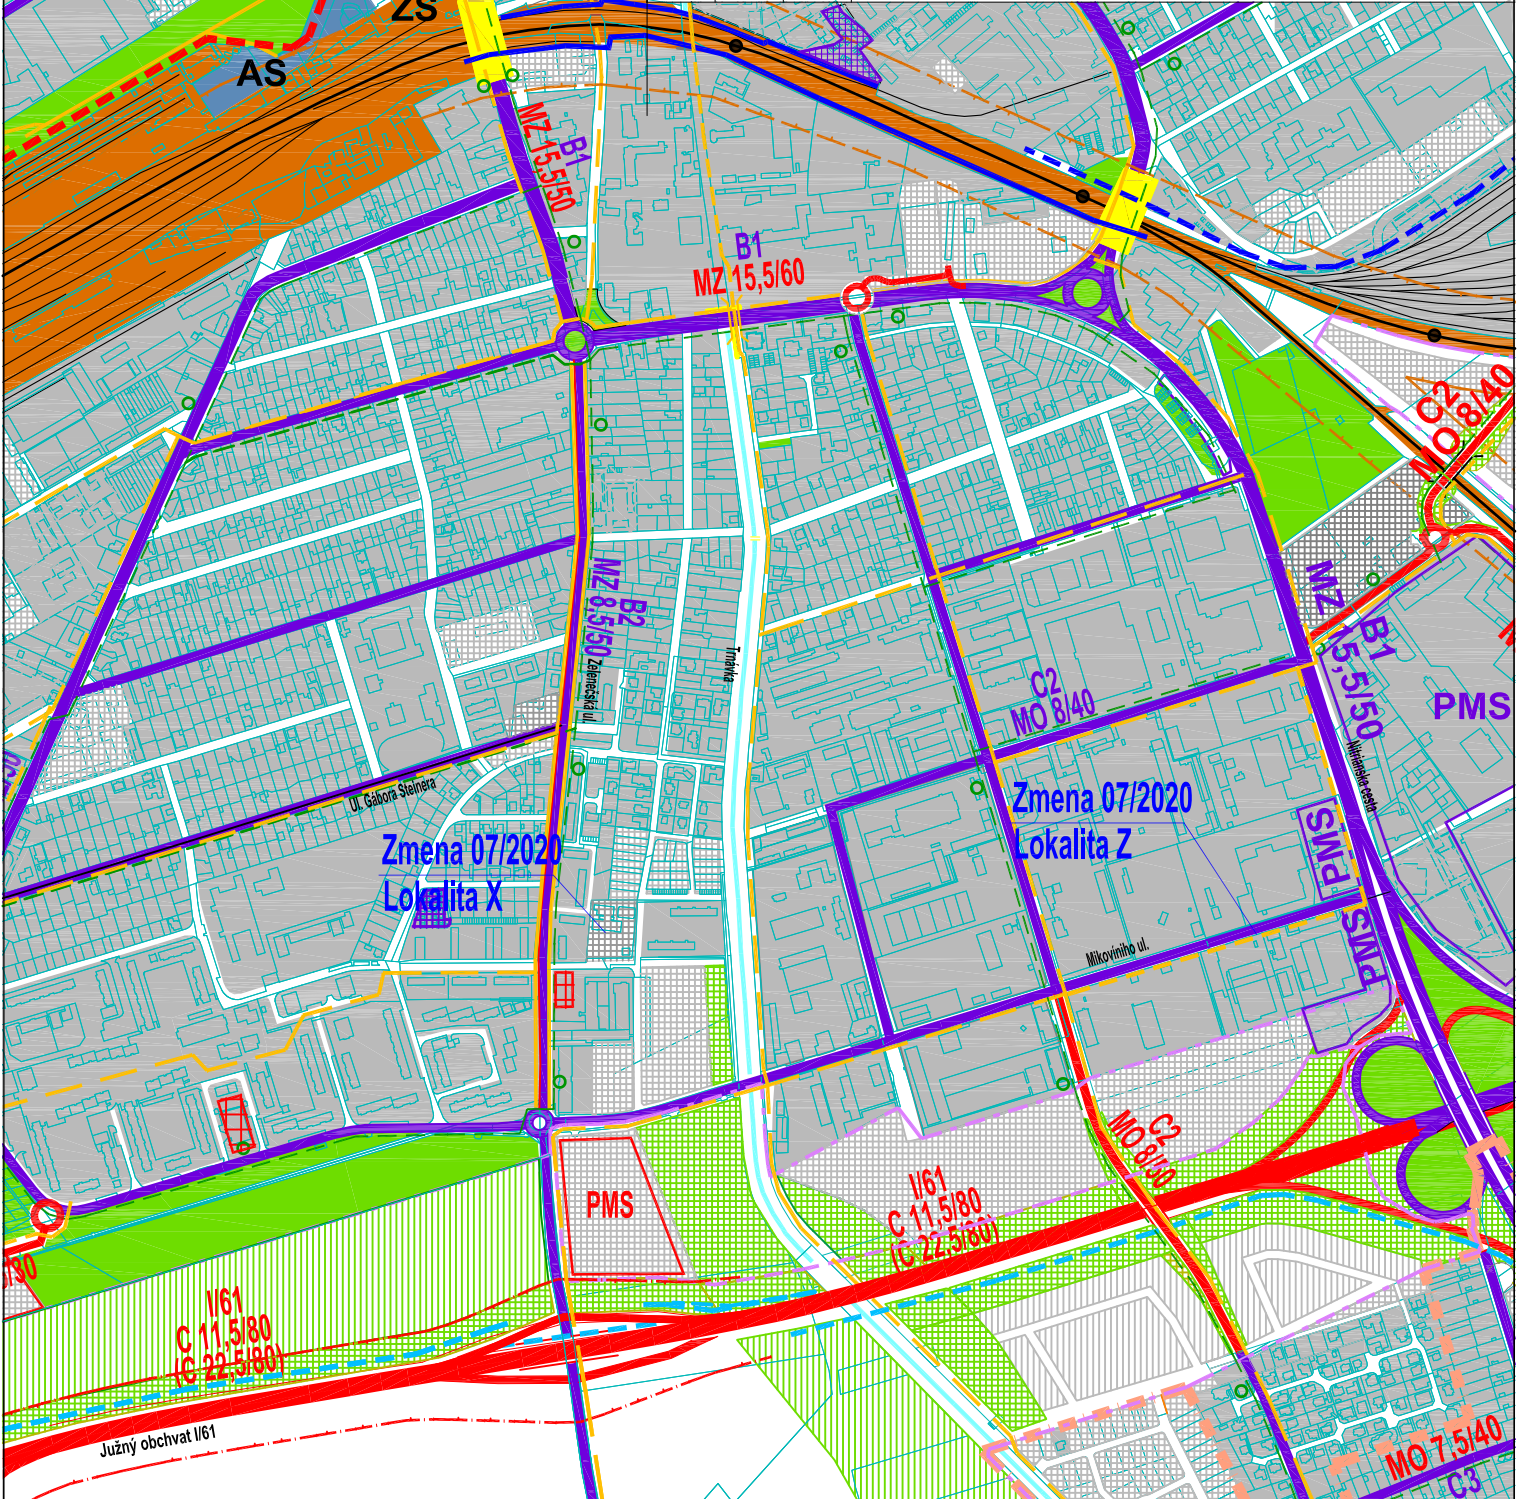 ZS
AS
B1
MZ 15,5/50
B1
MZ 15,5/60
C2
MO 8/40
B2
MZ 8,5/50
Zelenečská ul.
Trnávka
MZ 15,5/50
B1
C2
MO 8/40
PMS
Nitrianska cesta
Ul. Gábora Steinera
Zmena 07/2020
Lokalita X
Zmena 07/2020
Lokalita Z
PMS
PMS
Mikovíniho ul.
C2
MO 8/50
PMS
I/61
C 11,5/80
(C 22,5/80)
I/61
C 11,5/80
(C 22,5/80)
Južný obchvat I/61
MO 7,5/40
C3